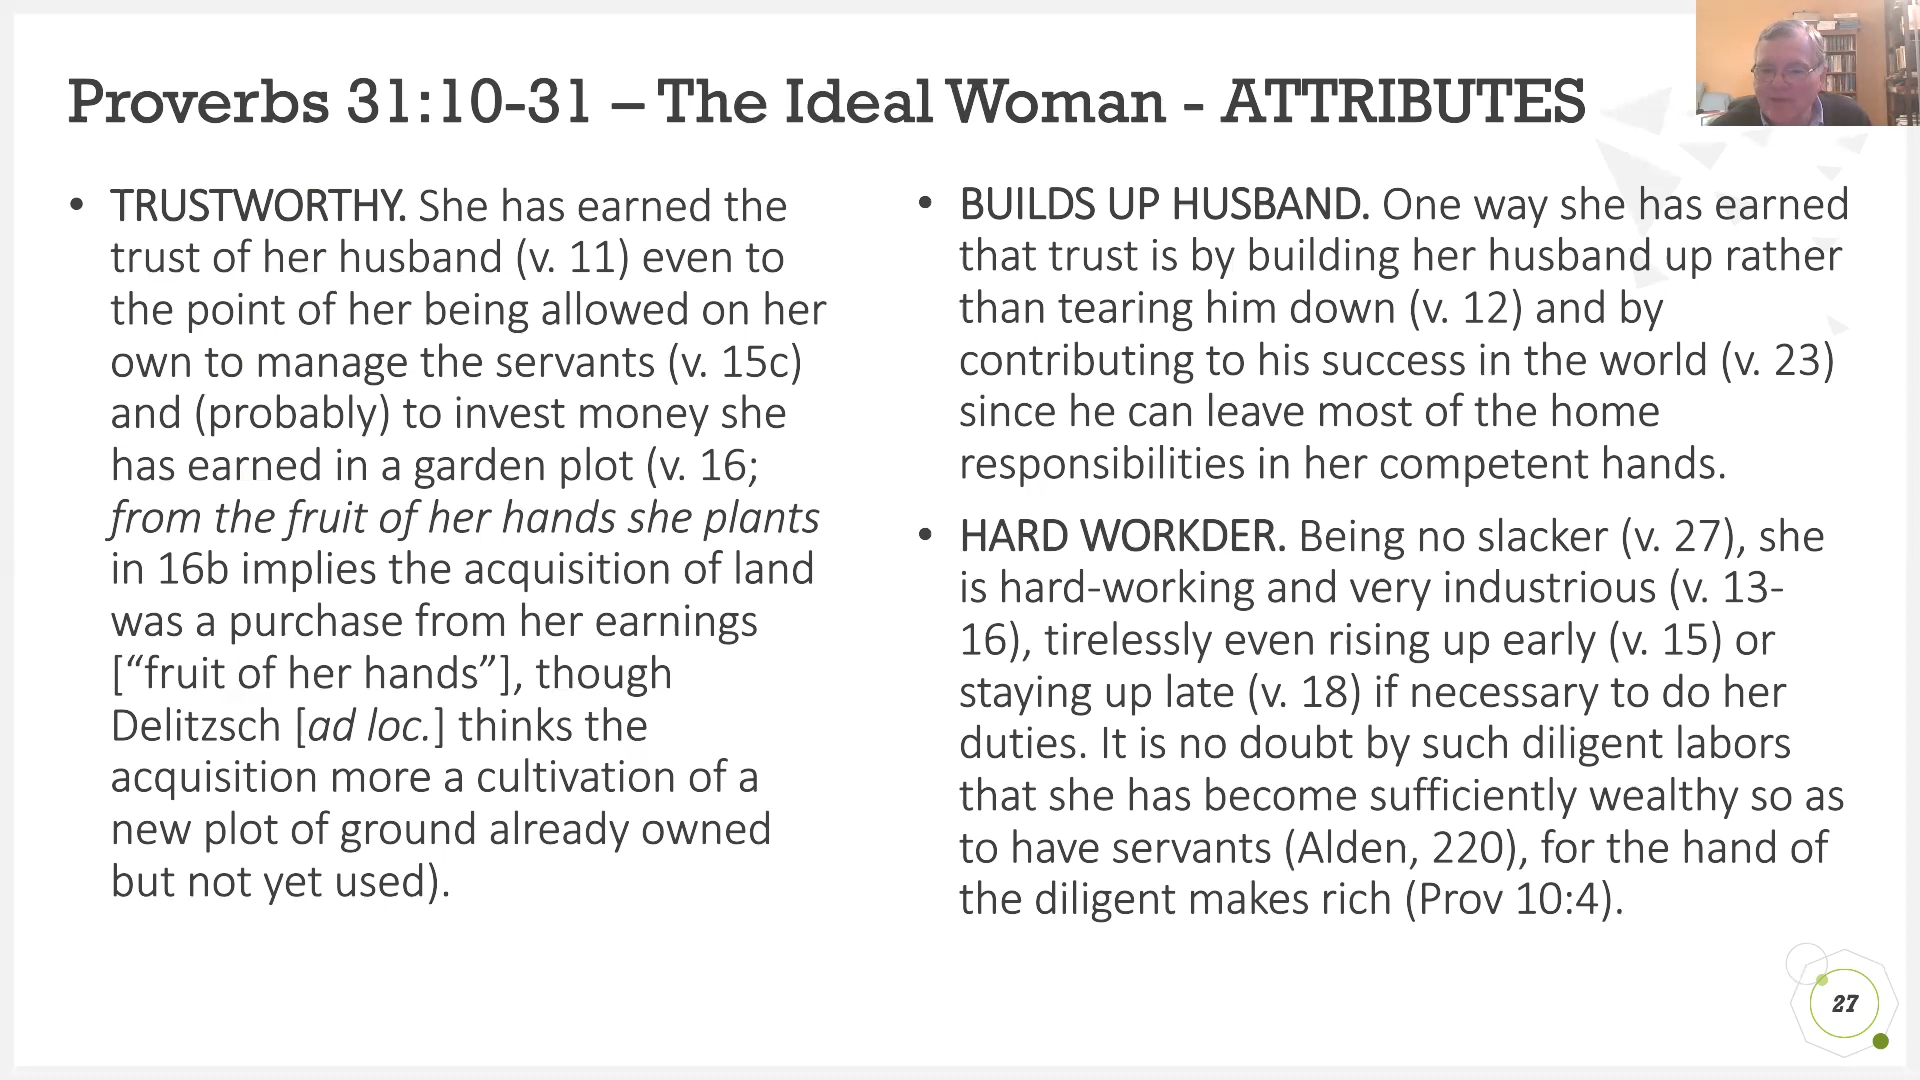 Proverbs 31:10-31 – The Ideal Woman - ATTRIBUTES
• TRUSTWORTHY. She has earned the
trust of her husband (v. 11) even to
the point of her being allowed on her
own to manage the servants (v. 15c)
and (probably) to invest money she
has earned in a garden plot (v. 16;
from the fruit of her hands she plants
in 16b implies the acquisition of land
was a purchase from her earnings
[“fruit of her hands”], though
Delitzsch [ad loc.] thinks the
acquisition more a cultivation of a
new plot of ground already owned
but not yet used).
• BUILDS UP HUSBAND. One way she has earned
that trust is by building her husband up rather
than tearing him down (v. 12) and by
contributing to his success in the world (v. 23)
since he can leave most of the home
responsibilities in her competent hands.
• HARD WORKDER. Being no slacker (v. 27), she
is hard-working and very industrious (v. 13-
16), tirelessly even rising up early (v. 15) or
staying up late (v. 18) if necessary to do her
duties. It is no doubt by such diligent labors
that she has become sufficiently wealthy so as
to have servants (Alden, 220), for the hand of
the diligent makes rich (Prov 10:4).
27